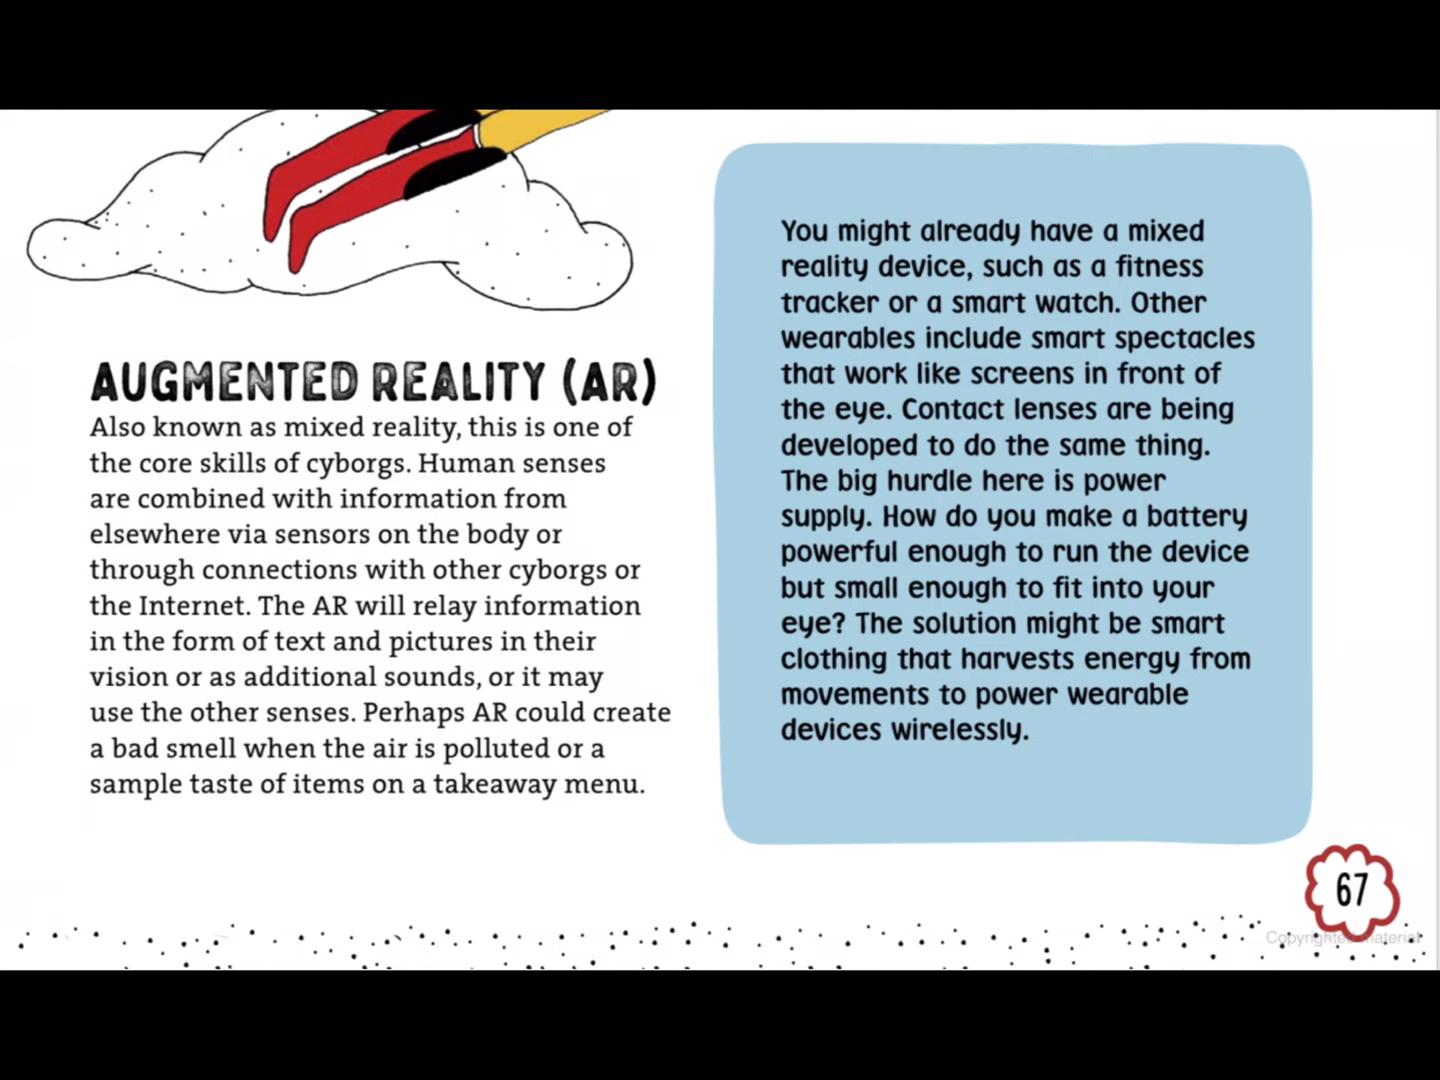 AUGMENTED REALITY (AR)
Also known as mixed reality, this is one of
the core skills of cyborgs. Human senses
are combined with information from
elsewhere via sensors on the body or
through connections with other cyborgs or
the Internet. The AR will relay information
in the form of text and pictures in their
vision or as additional sounds, or it may
use the other senses. Perhaps AR could create
a bad smell when the air is polluted or a
sample taste of items on a takeaway menu.
You might already have a mixed
reality device, such as a fitness
tracker or a smart watch. Other
wearables include smart spectacles
that work like screens in front of
the eye. Contact lenses are being
developed to do the same thing.
The big hurdle here is power
supply. How do you make a battery
powerful enough to run the device
but small enough to fit into your
eye? The solution might be smart
clothing that harvests energy from
movements to power wearable
devices wirelessly.
67
Copyrighted material